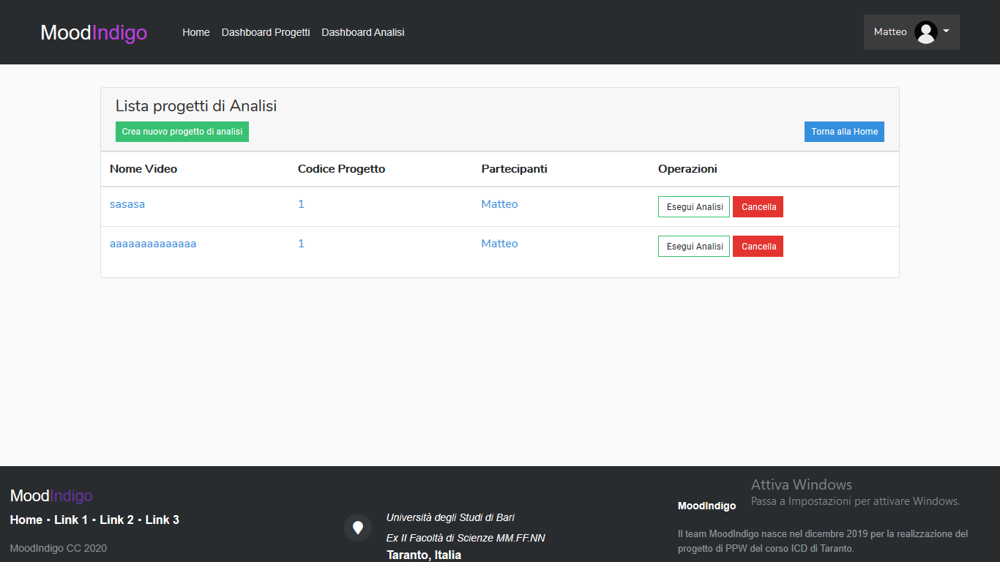 MoodIndigo
Home Dashboard Progetti Dashboard Analisi
Matteo
Lista progetti di Analisi
Crea nuovo progetto di analisi
Torna alla Home
Nome Video Codice Progetto Partecipanti Operazioni
sasasa 1 Matteo Esegui Analisi Cancella
aaaaaaaaaaaaaa 1 Matteo Esegui Analisi Cancella
MoodIndigo
Home · Link 1 · Link 2 · Link 3
MoodIndigo CC 2020
Università degli Studi di Bari
Ex II Facoltà di Scienze MM.FF.NN
Taranto, Italia
Attiva Windows
Passa a Impostazioni per attivare Windows.
MoodIndigo
Il team MoodIndigo nasce nel dicembre 2019 per la realizzazione del
progetto di PPW del corso ICD di Taranto.